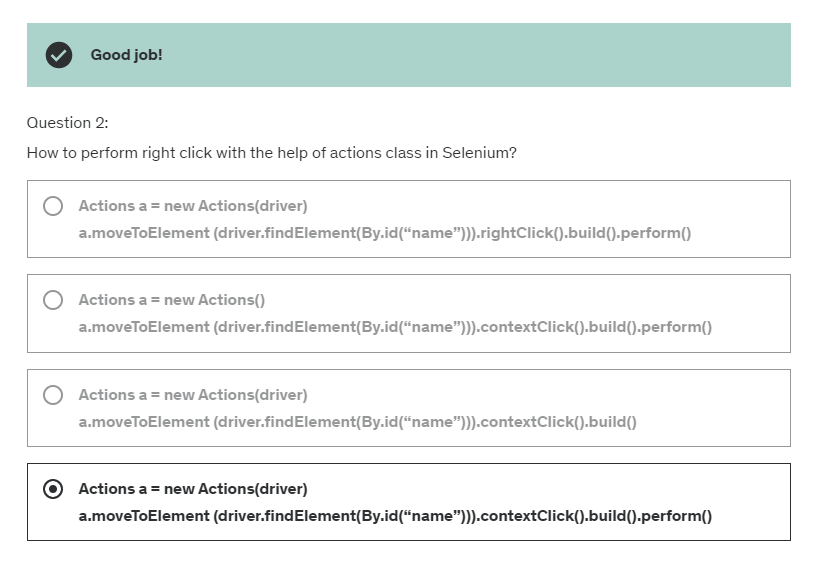 Good job!
Question 2:
How to perform right click with the help of actions class in Selenium?
Actions a = new Actions(driver)
a.moveToElement (driver.findElement(By.id(“name”))).rightClick().build().perform()
Actions a = new Actions()
a.moveToElement (driver.findElement(By.id(“name”))).contextClick().build().perform()
Actions a = new Actions(driver)
a.moveToElement (driver.findElement(By.id(“name”))).contextClick().build()
Actions a = new Actions(driver)
a.moveToElement (driver.findElement(By.id(“name”))).contextClick().build().perform()